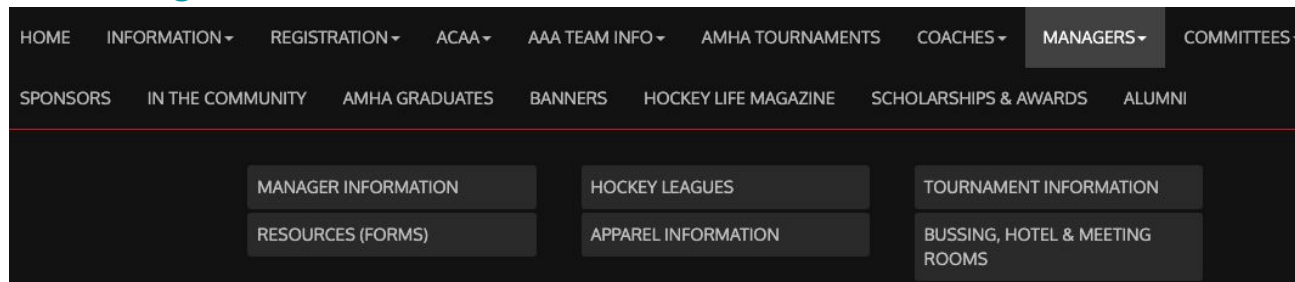 HOME INFORMATION REGISTRATION ACAA AAA TEAM INFO AMHA TOURNAMENTS COACHES MANAGERS COMMITTEES
SPONSORS IN THE COMMUNITY AMHA GRADUATES BANNERS HOCKEY LIFE MAGAZINE SCHOLARSHIPS & AWARDS ALUMNI
MANAGER INFORMATION HOCKEY LEAGUES TOURNAMENT INFORMATION
RESOURCES (FORMS) APPAREL INFORMATION BUSSING, HOTEL & MEETING
ROOMS